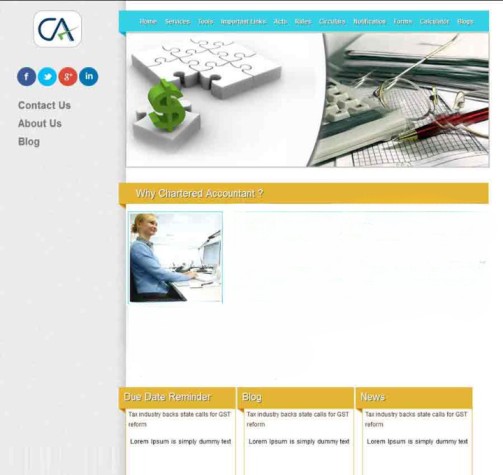 CA
Home Services Tools Important Links Acts Rates Circulars Notification Forms Calculator Blogs
f g+ in
Contact Us
About Us
Blog
$
Why Chartered Accountant ?
Due Date Reminder Blog News
Tax industry backs state calls for GST reform
Lorem Ipsum is simply dummy text
Tax industry backs state calls for GST reform
Lorem Ipsum is simply dummy text
Tax industry backs state calls for GST reform
Lorem Ipsum is simply dummy text